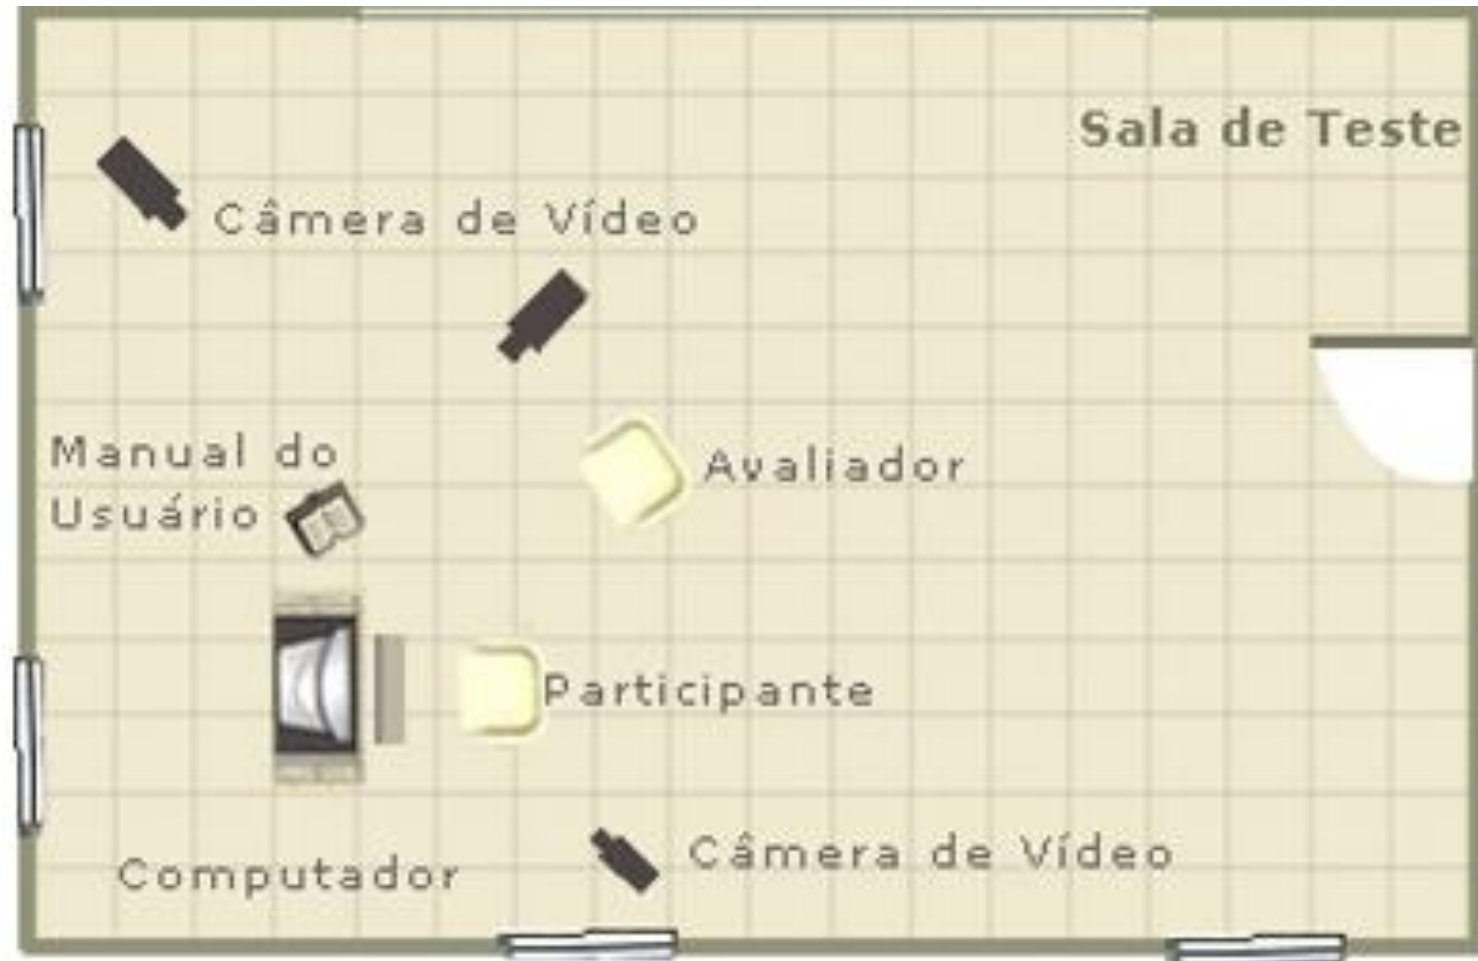 Sala de Teste
Câmera de Vídeo
Manual do
Usuário
Avaliador
Participante
Câmera de Vídeo
Computador